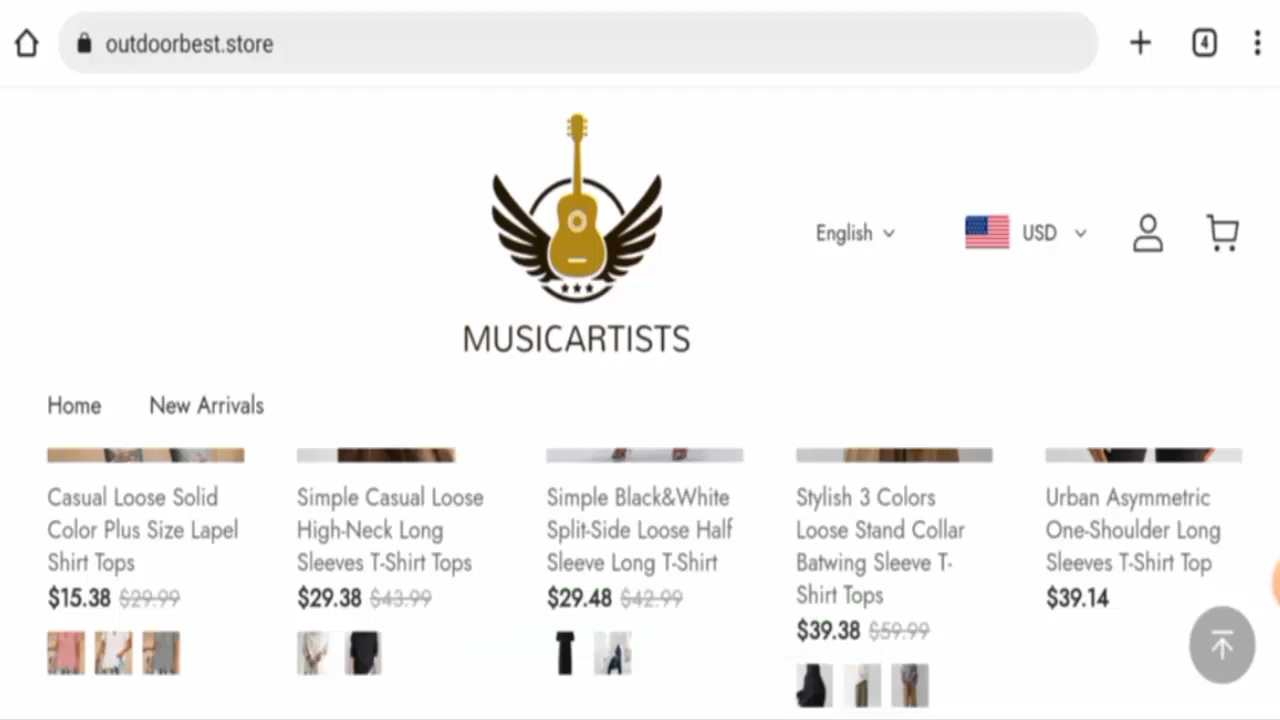 outdoorbest.store
4
MUSICARTISTS
English
USD
Home
New Arrivals
Casual Loose Solid
Color Plus Size Lapel
Shirt Tops
$15.38 $29.99
Simple Casual Loose
High-Neck Long
Sleeves T-Shirt Tops
$29.38 $43.99
Simple Black&White
Split-Side Loose Half
Sleeve Long T-Shirt
$29.48 $42.99
Stylish 3 Colors
Loose Stand Collar
Batwing Sleeve T-
Shirt Tops
$39.38 $59.99
Urban Asymmetric
One-Shoulder Long
Sleeves T-Shirt Top
$39.14